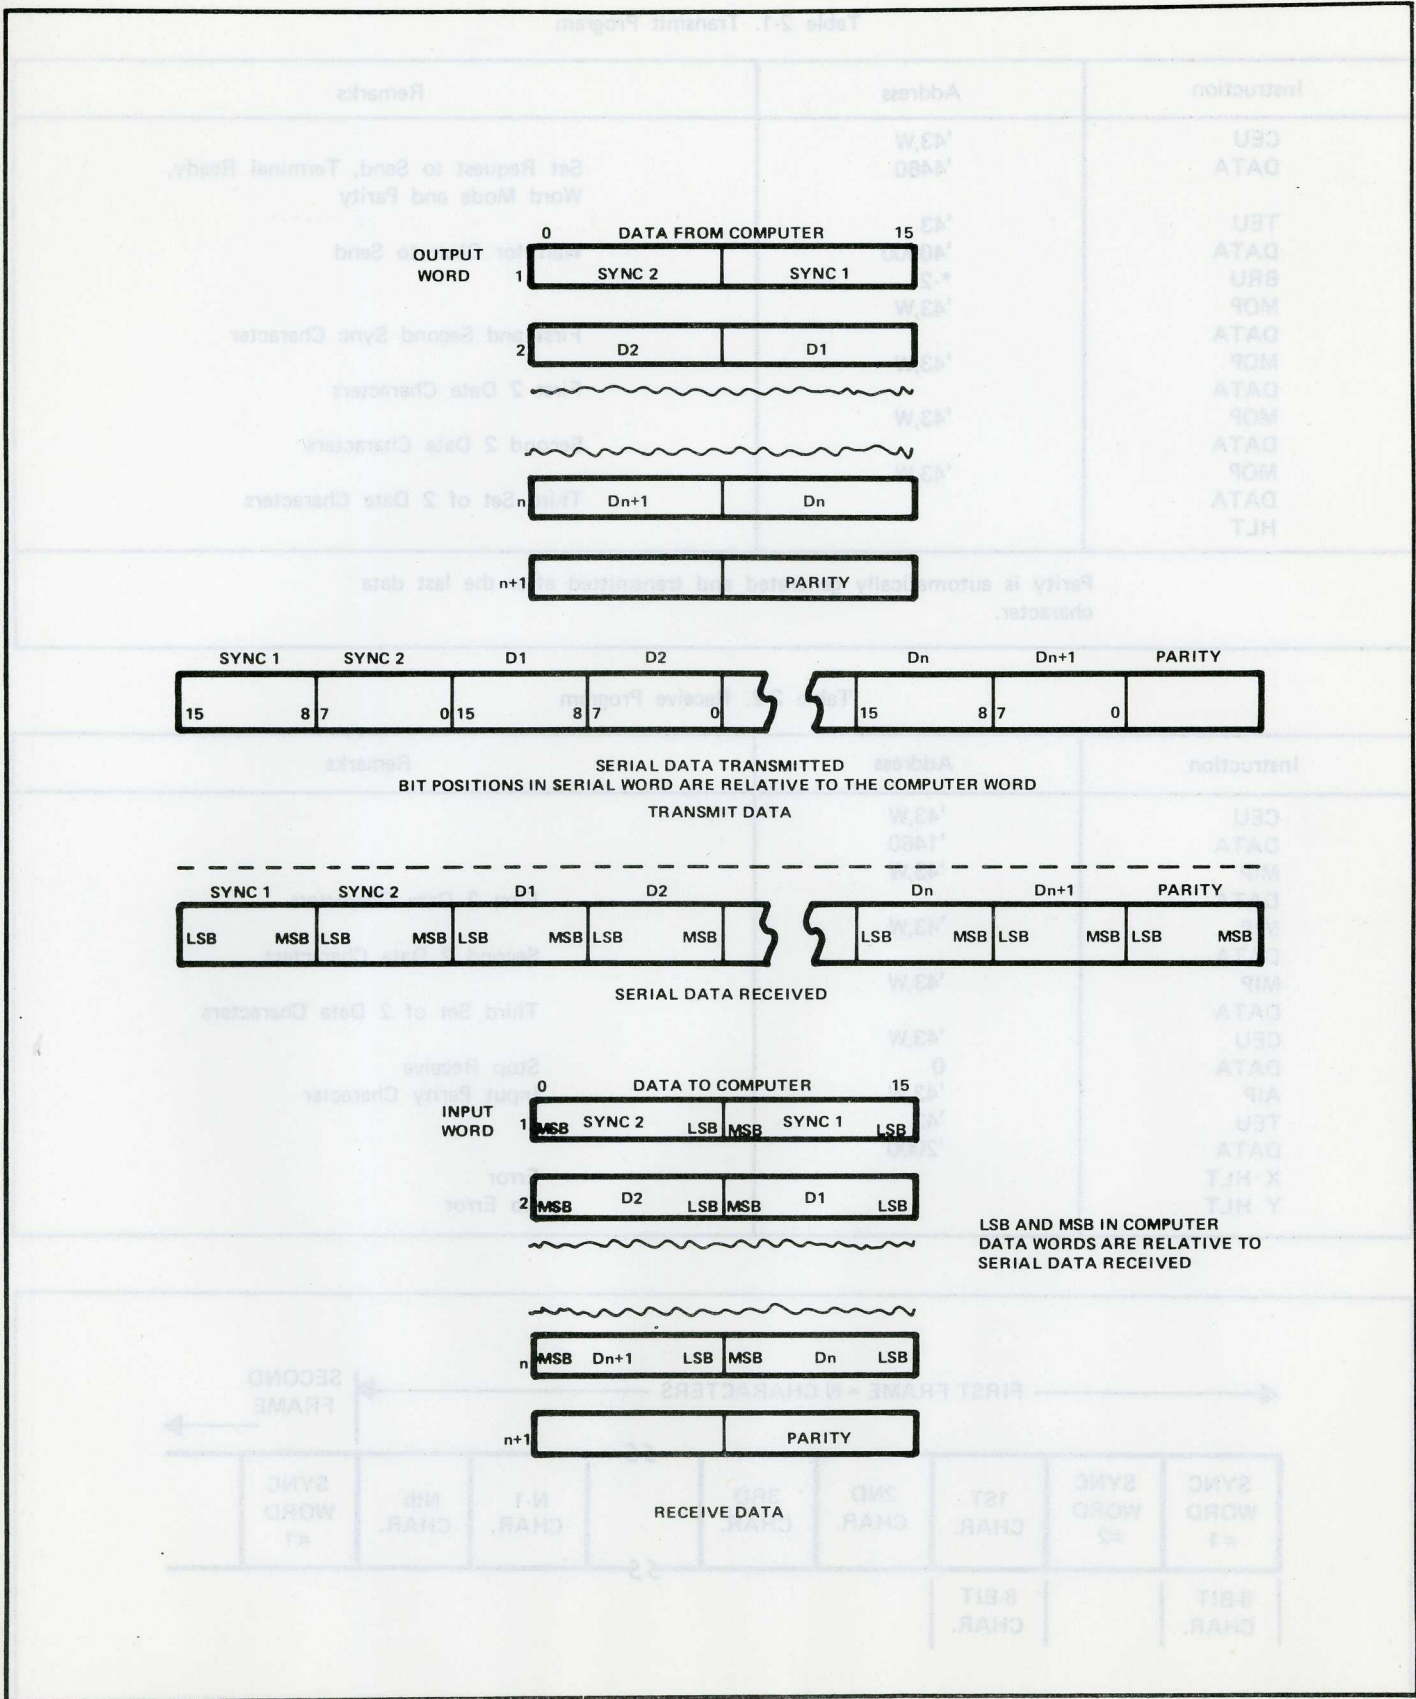 0 DATA FROM COMPUTER 15
OUTPUT
WORD
1 SYNC 2 SYNC 1
2 D2 D1
n Dn+1 Dn
n+1 PARITY
SYNC 1 SYNC 2 D1 D2 Dn Dn+1 PARITY
15 8 7 0 15 8 7 0 15 8 7 0
SERIAL DATA TRANSMITTED
BIT POSITIONS IN SERIAL WORD ARE RELATIVE TO THE COMPUTER WORD
TRANSMIT DATA
SYNC 1 SYNC 2 D1 D2 Dn Dn+1 PARITY
LSB MSB LSB MSB LSB MSB LSB MSB LSB MSB LSB MSB LSB MSB
SERIAL DATA RECEIVED
0 DATA TO COMPUTER 15
INPUT
WORD
1 MSB SYNC 2 LSB MSB SYNC 1 LSB
2 MSB D2 LSB MSB D1 LSB
LSB AND MSB IN COMPUTER
DATA WORDS ARE RELATIVE TO
SERIAL DATA RECEIVED
n MSB Dn+1 LSB MSB Dn LSB
n+1 PARITY
RECEIVE DATA